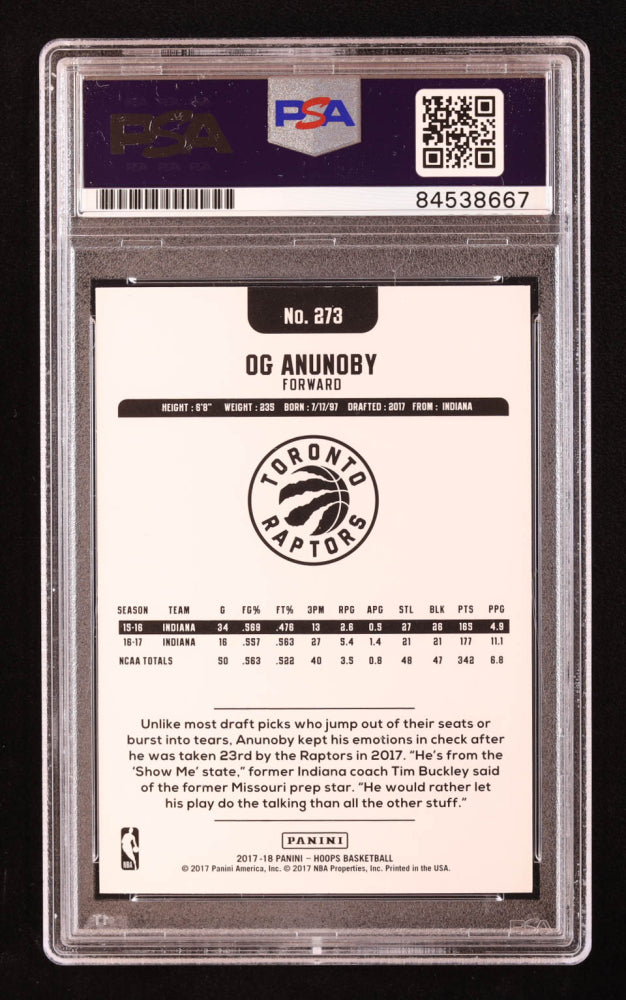 PSA
PSA
84538667
No. 273
OG ANUNOBY
FORWARD
HEIGHT : 6'8" WEIGHT : 235 BORN : 7/17/97 DRAFTED : 2017 FROM : INDIANA
TORONTO
RAPTORS
SEASON TEAM G FG% FT% 3PM RPG APG STL BLK PTS PPG
15-16 INDIANA 34 .569 .476 13 2.6 0.5 27 26 165 4.9
16-17 INDIANA 16 .557 .563 27 5.4 1.4 21 21 177 11.1
NCAA TOTALS 50 .563 .522 40 3.5 0.8 48 47 342 6.8
Unlike most draft picks who jump out of their seats or
burst into tears, Anunoby kept his emotions in check after
he was taken 23rd by the Raptors in 2017. “He’s from the
‘Show Me’ state,” former Indiana coach Tim Buckley said
of the former Missouri prep star. “He would rather let
his play do the talking than all the other stuff.”
PANINI
NBA
2017-18 PANINI – HOOPS BASKETBALL
© 2017 Panini America, Inc. © 2017 NBA Properties, Inc. Printed in the USA.
PSA